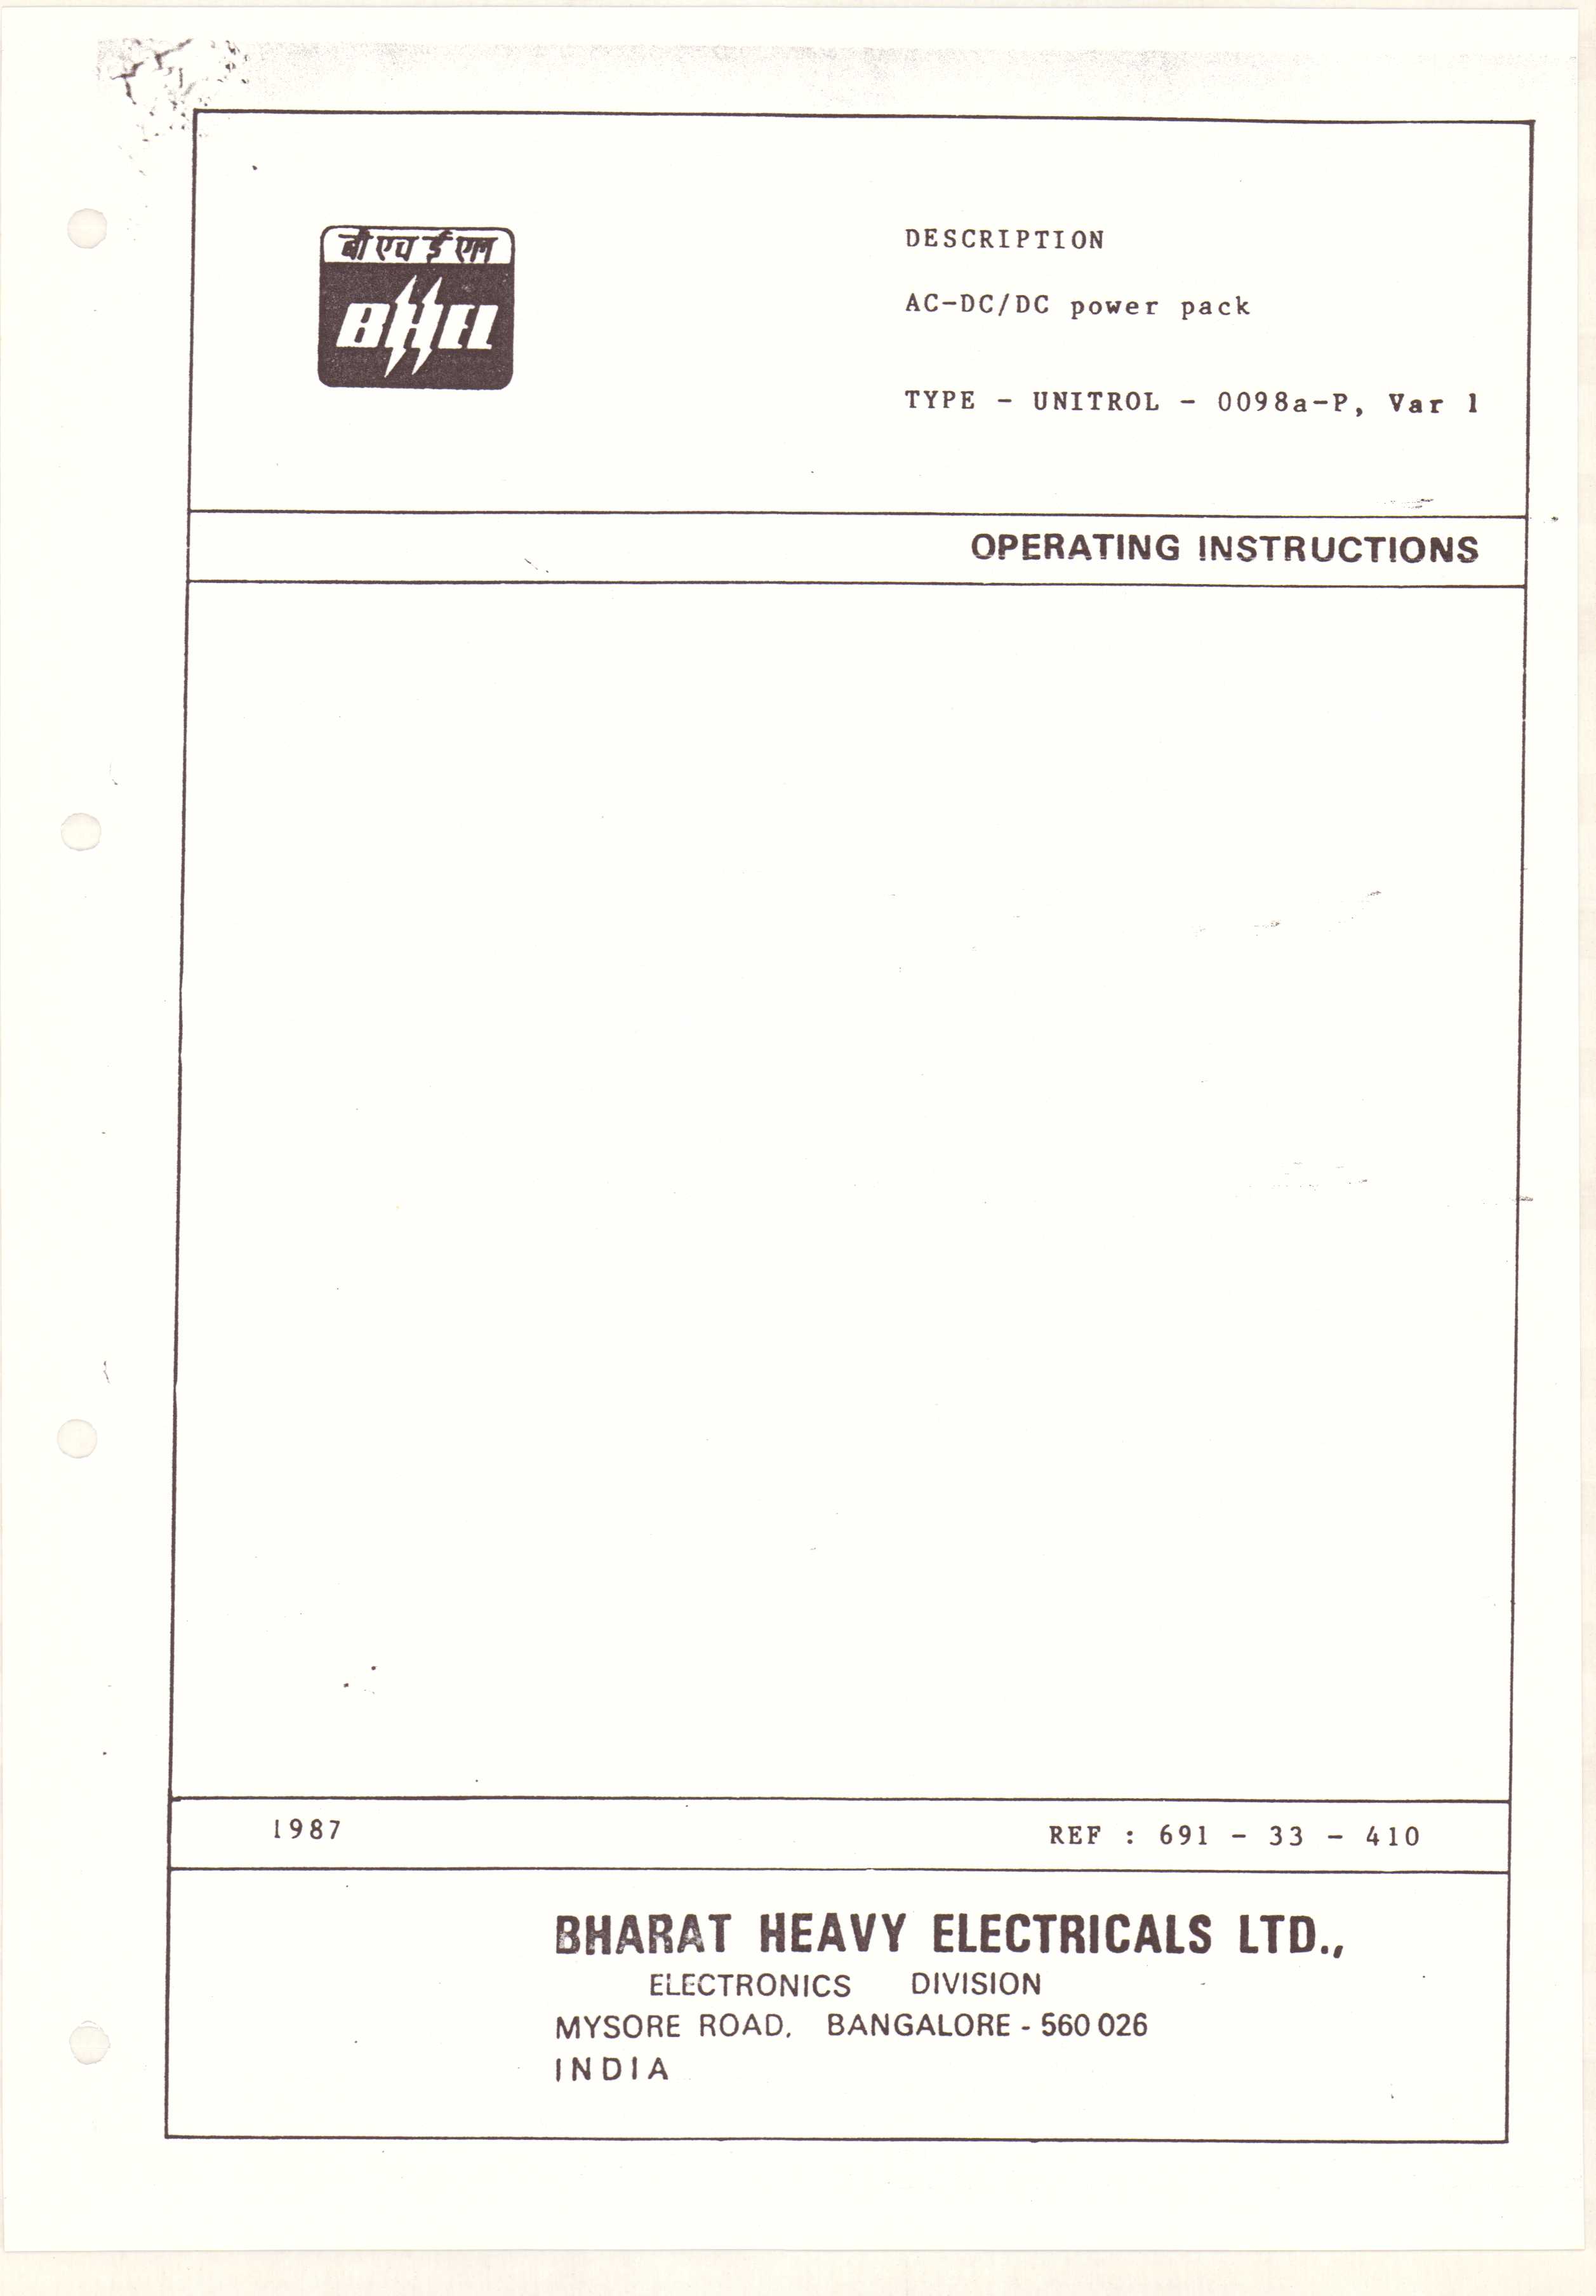 बी एच ई एल
BHEL
DESCRIPTION
AC-DC/DC power pack
TYPE - UNITROL - 0098a-P, Var 1
OPERATING INSTRUCTIONS
1987
REF : 691 - 33 - 410
BHARAT HEAVY ELECTRICALS LTD.,
ELECTRONICS DIVISION
MYSORE ROAD, BANGALORE - 560 026
INDIA